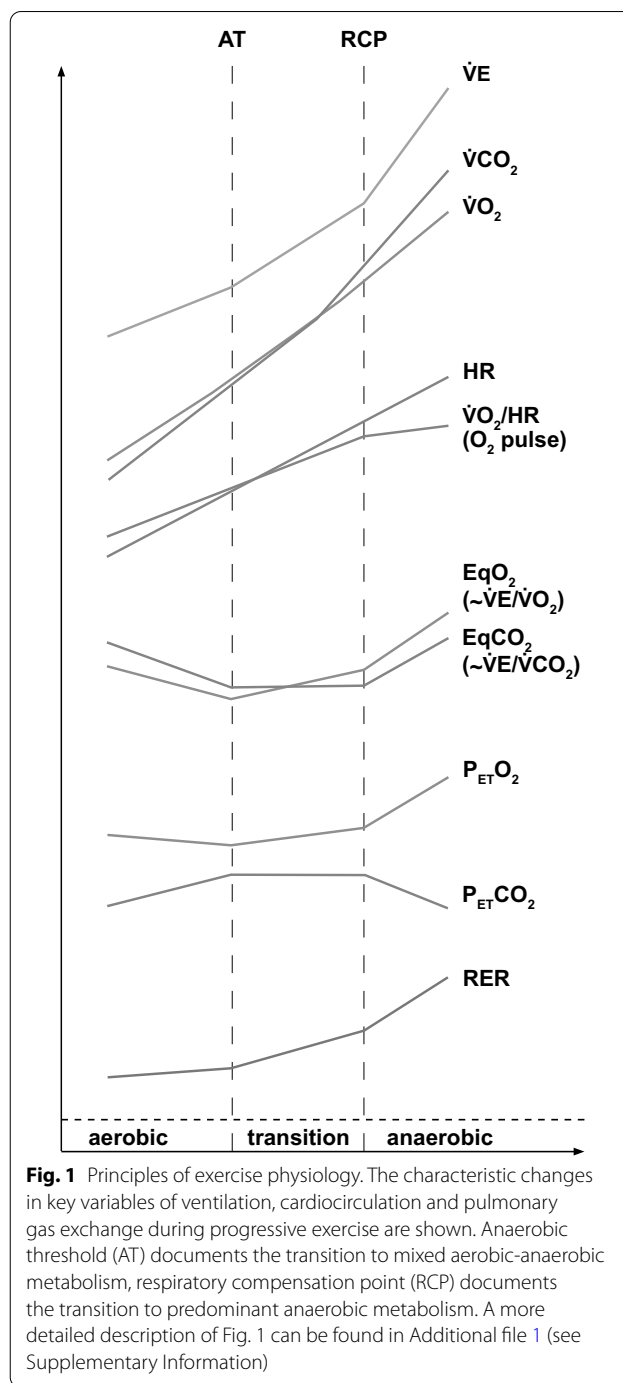 AT RCP
V̇E
V̇CO₂
V̇O₂
HR
V̇O₂/HR
(O₂ pulse)
EqO₂
(~V̇E/V̇O₂)
EqCO₂
(~V̇E/V̇CO₂)
P_ETO₂
P_ETCO₂
RER
aerobic transition anaerobic
Fig. 1 Principles of exercise physiology. The characteristic changes
in key variables of ventilation, cardiocirculation and pulmonary
gas exchange during progressive exercise are shown. Anaerobic
threshold (AT) documents the transition to mixed aerobic-anaerobic
metabolism, respiratory compensation point (RCP) documents
the transition to predominant anaerobic metabolism. A more
detailed description of Fig. 1 can be found in Additional file 1 (see
Supplementary Information)